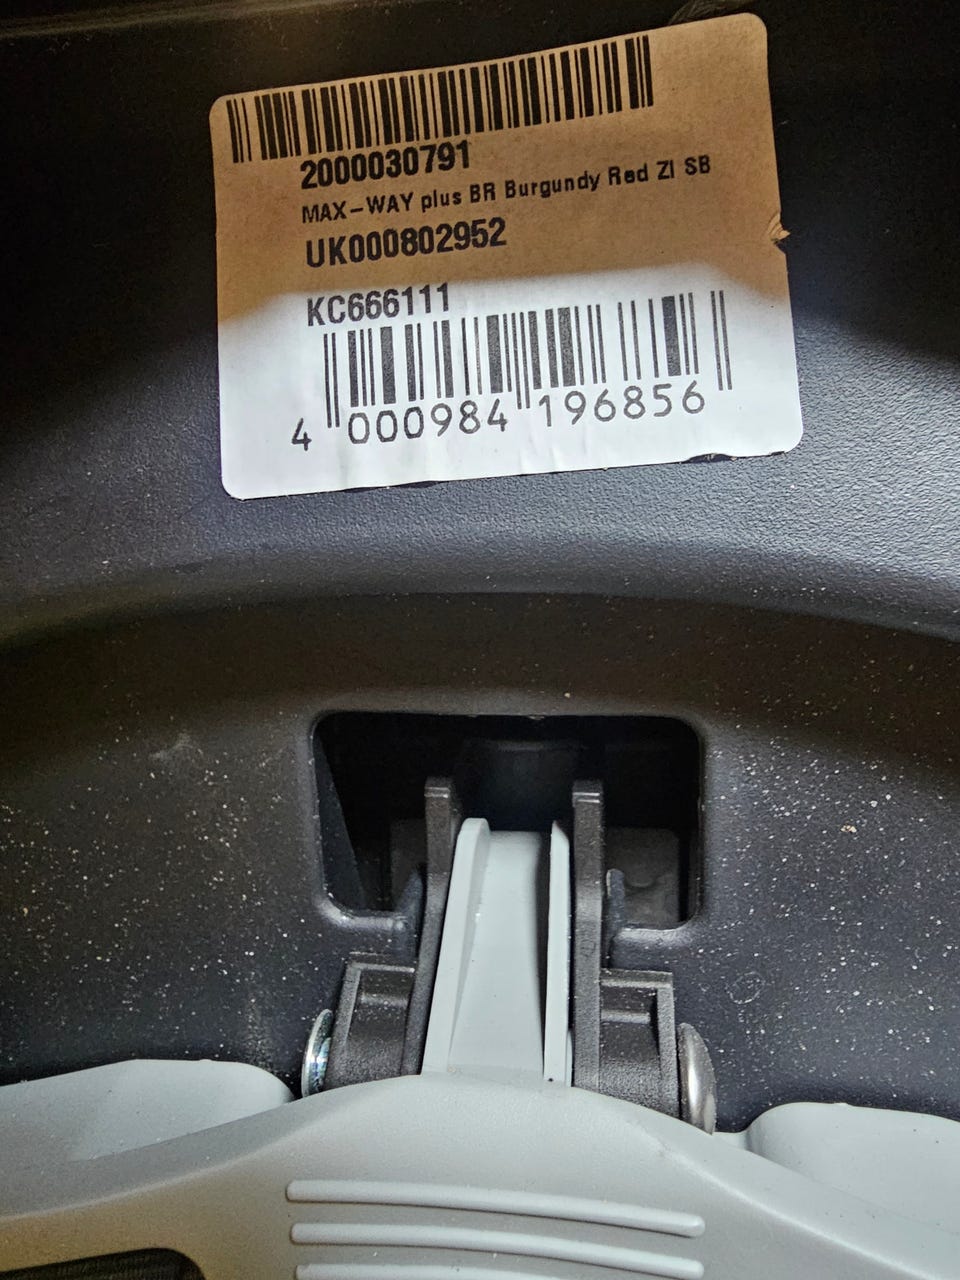 2000030791
MAX-WAY plus BR Burgundy Red ZI SB
UK000802952
KC666111
4 000984 196856